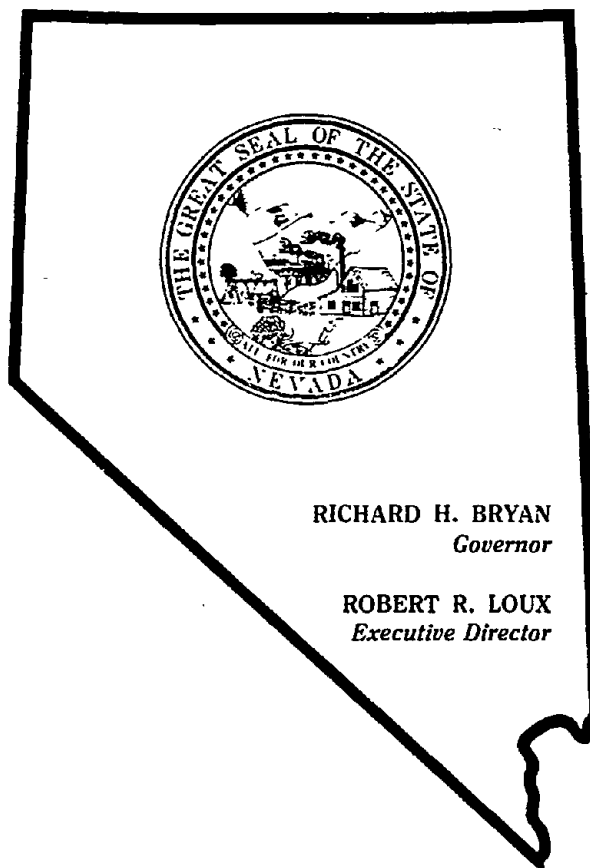 THE GREAT SEAL OF THE STATE OF
ALL FOR OUR COUNTRY
NEVADA
RICHARD H. BRYAN
Governor
ROBERT R. LOUX
Executive Director